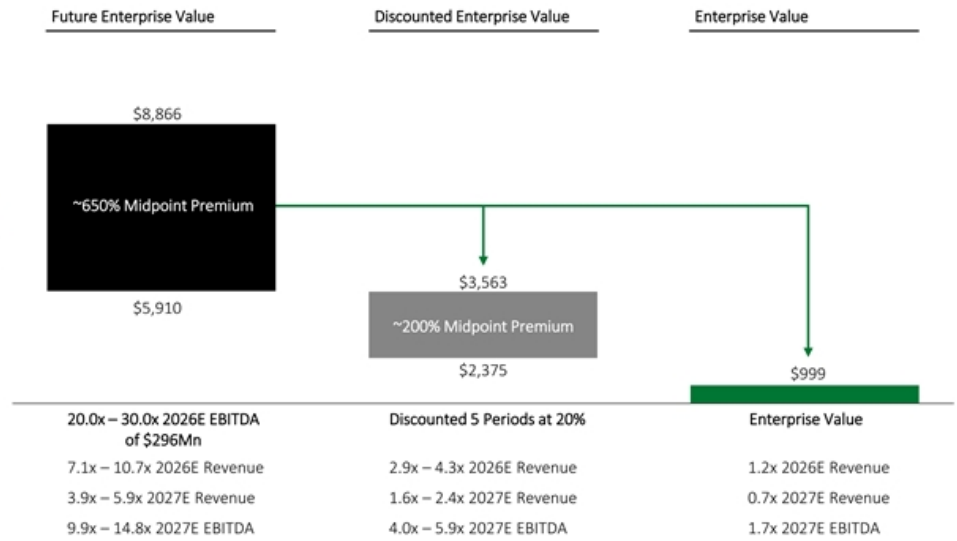 Future Enterprise Value
Discounted Enterprise Value
Enterprise Value
$8,866
~650% Midpoint Premium
$5,910
$3,563
~200% Midpoint Premium
$2,375
$999
20.0x – 30.0x 2026E EBITDA
of $296Mn
7.1x – 10.7x 2026E Revenue
3.9x – 5.9x 2027E Revenue
9.9x – 14.8x 2027E EBITDA
Discounted 5 Periods at 20%
2.9x – 4.3x 2026E Revenue
1.6x – 2.4x 2027E Revenue
4.0x – 5.9x 2027E EBITDA
Enterprise Value
1.2x 2026E Revenue
0.7x 2027E Revenue
1.7x 2027E EBITDA